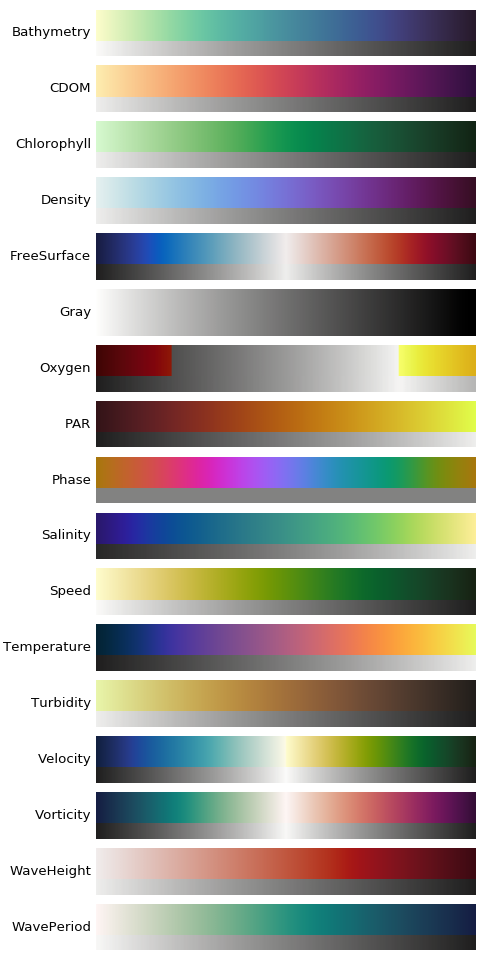 Bathymetry
CDOM
Chlorophyll
Density
FreeSurface
Gray
Oxygen
PAR
Phase
Salinity
Speed
Temperature
Turbidity
Velocity
Vorticity
WaveHeight
WavePeriod